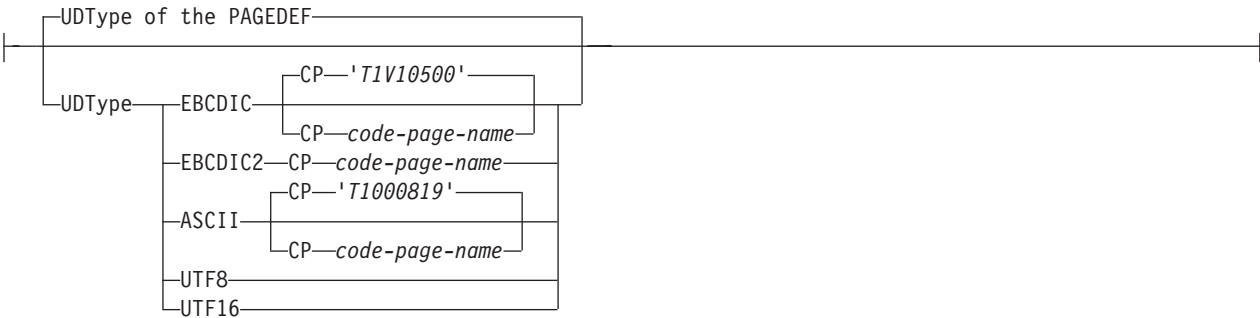 UDType of the PAGEDEF
CP 'T1V10500'
UDType EBCDIC
CP code-page-name
EBCDIC2 CP code-page-name
CP 'T1000819'
ASCII
CP code-page-name
UTF8
UTF16